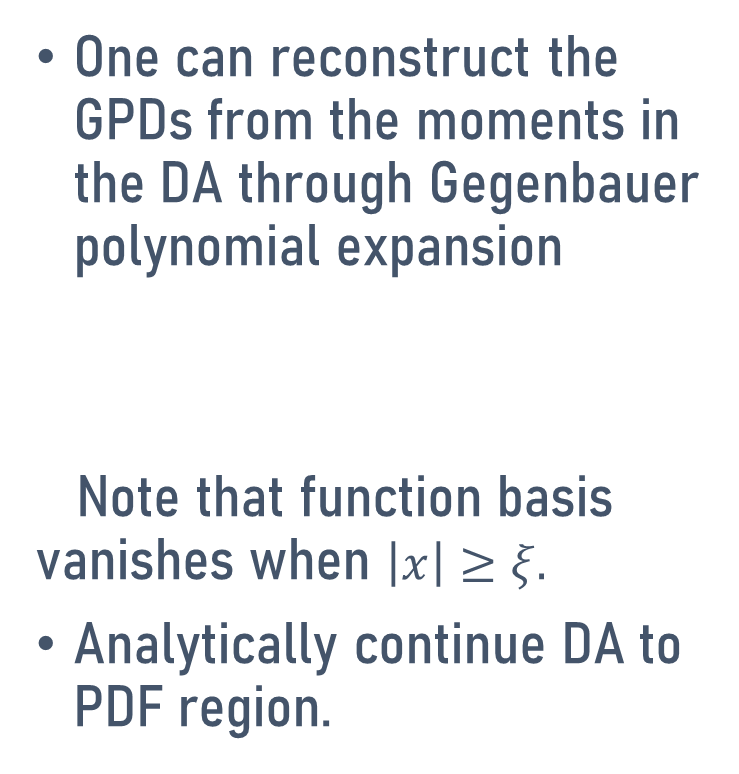 • One can reconstruct the
GPDs from the moments in
the DA through Gegenbauer
polynomial expansion
Note that function basis
vanishes when |x| ≥ ξ.
• Analytically continue DA to
PDF region.